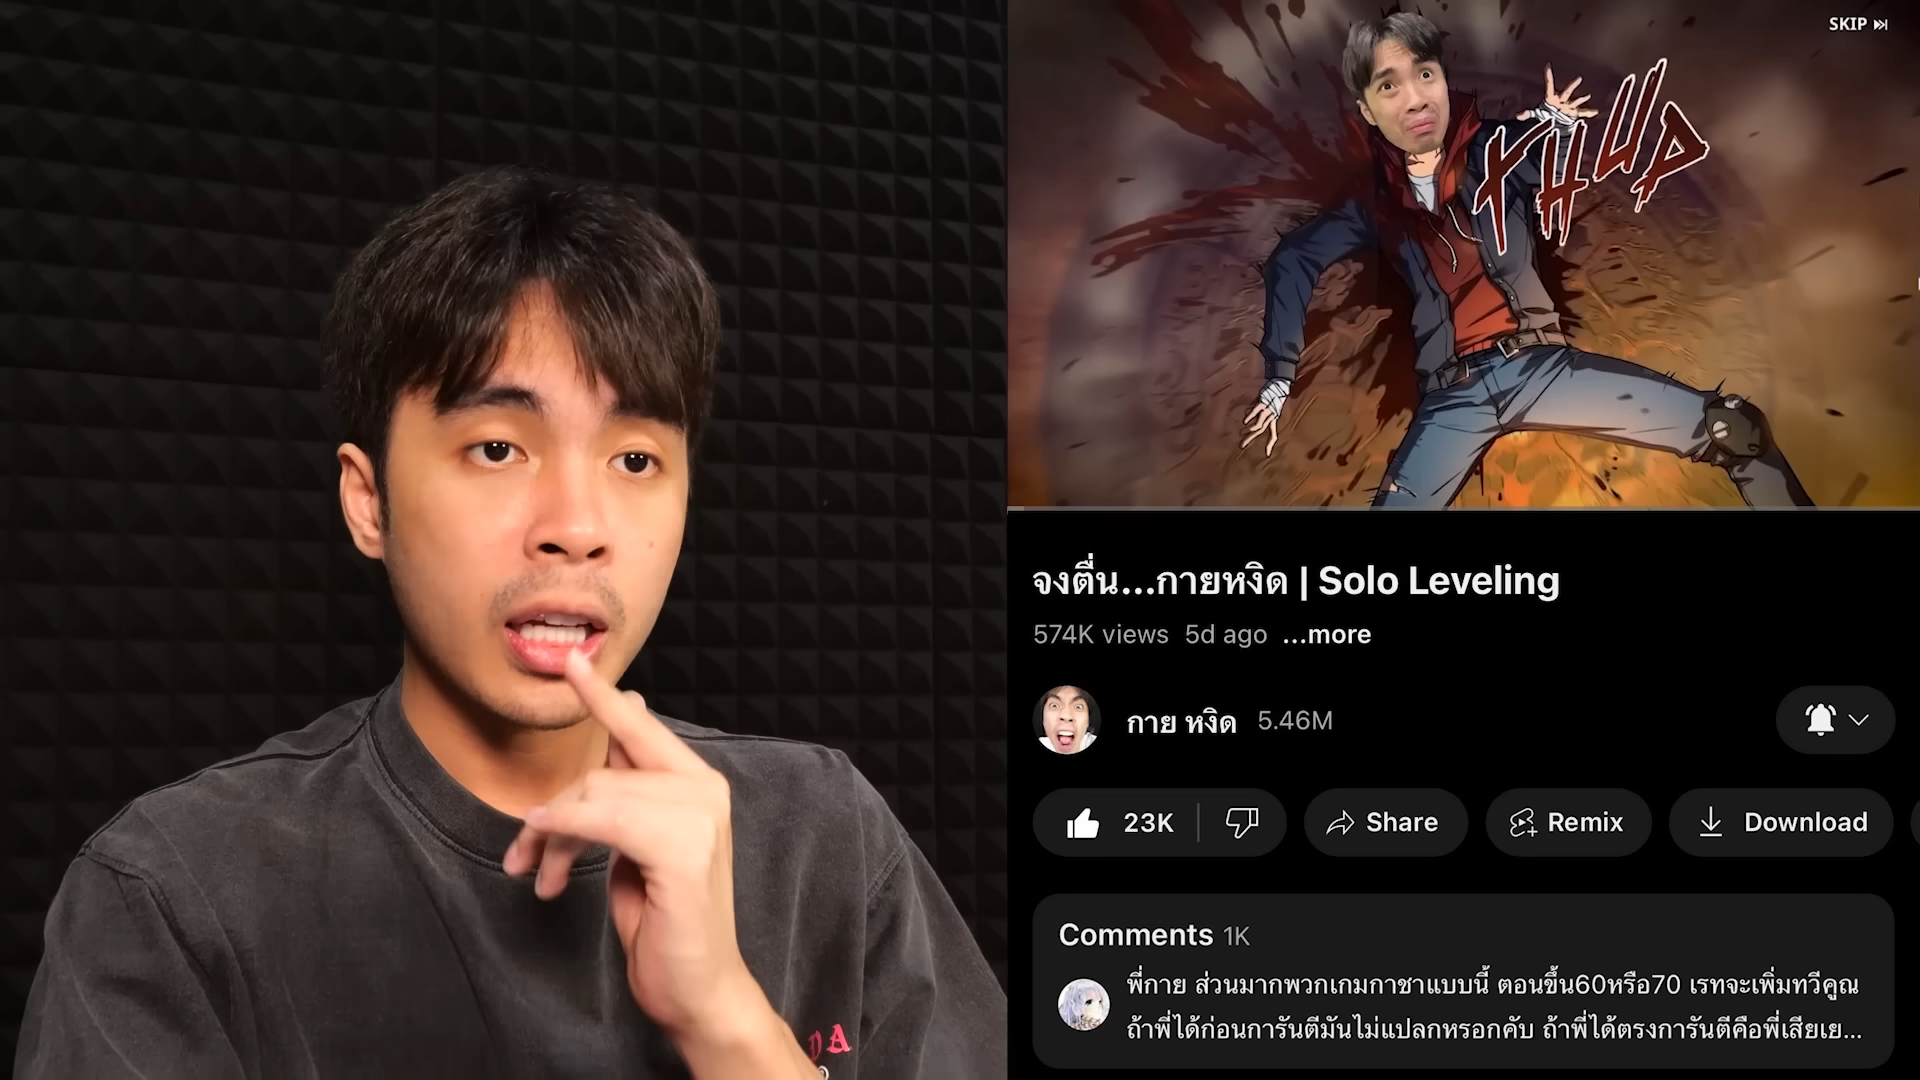 SKIP
THUD
จงตื่น...กายหงิด | Solo Leveling
574K views 5d ago ...more
กาย หงิด 5.46M
23K Share Remix Download
Comments 1K
พี่กาย ส่วนมากพวกเกมกาชาแบบนี้ ตอนขึ้น60หรือ70 เรทจะเพิ่มทวีคูณ
ถ้าพี่ได้ก่อนการันตีมันไม่แปลกหรอกคับ ถ้าพี่ได้ตรงการันตีคือพี่เสียเย...